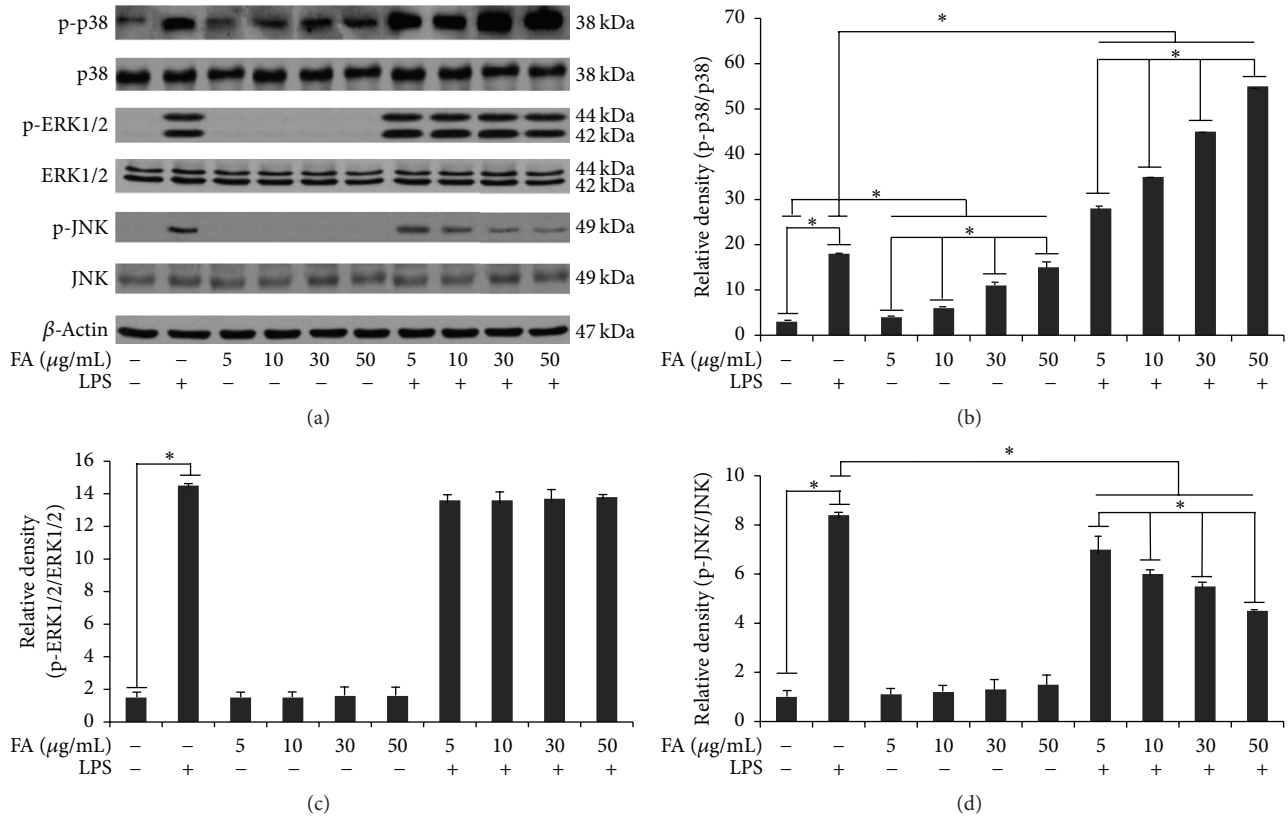 p-p38 38 kDa
p38 38 kDa
p-ERK1/2 44 kDa
42 kDa
ERK1/2 44 kDa
42 kDa
p-JNK 49 kDa
JNK 49 kDa
β-Actin 47 kDa
FA (μg/mL) – – 5 10 30 50 5 10 30 50
LPS – + – – – – + + + +
(a)
Relative density (p-p38/p38)
70
60
50
40
30
20
10
0
* * * * *
FA (μg/mL) – – 5 10 30 50 5 10 30 50
LPS – + – – – – + + + +
(b)
Relative density
(p-ERK1/2/ERK1/2)
16
14
12
10
8
6
4
2
0
*
FA (μg/mL) – – 5 10 30 50 5 10 30 50
LPS – + – – – – + + + +
(c)
Relative density (p-JNK/JNK)
10
8
6
4
2
0
* * *
FA (μg/mL) – – 5 10 30 50 5 10 30 50
LPS – + – – – – + + + +
(d)